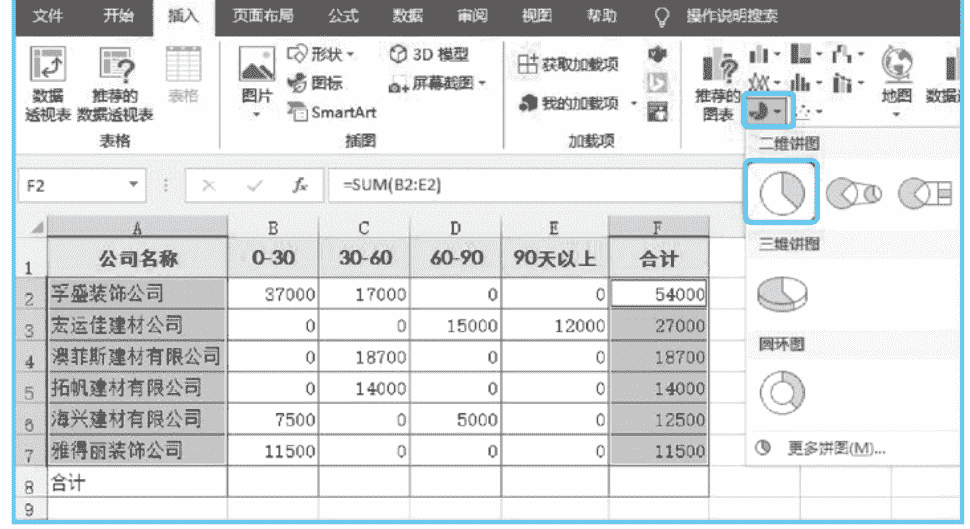 文件 开始 插入 页面布局 公式 数据 审阅 视图 帮助 操作说明搜索
数据透视表 推荐的数据透视表 表格 图片 形状 图标 SmartArt 3D 模型 屏幕截图 获取加载项 我的加载项 推荐的图表 地图 数据
表格 插图 加载项
二维饼图
三维饼图
圆环图
更多饼图(M)...
F2 fx =SUM(B2:E2)
A B C D E F
1 公司名称 0-30 30-60 60-90 90天以上 合计
2 孚盛装饰公司 37000 17000 0 0 54000
3 宏运佳建材公司 0 0 15000 12000 27000
4 澳菲斯建材有限公司 0 18700 0 0 18700
5 拓帆建材有限公司 0 14000 0 0 14000
6 海兴建材有限公司 7500 0 5000 0 12500
7 雅得丽装饰公司 11500 0 0 0 11500
8 合计
9